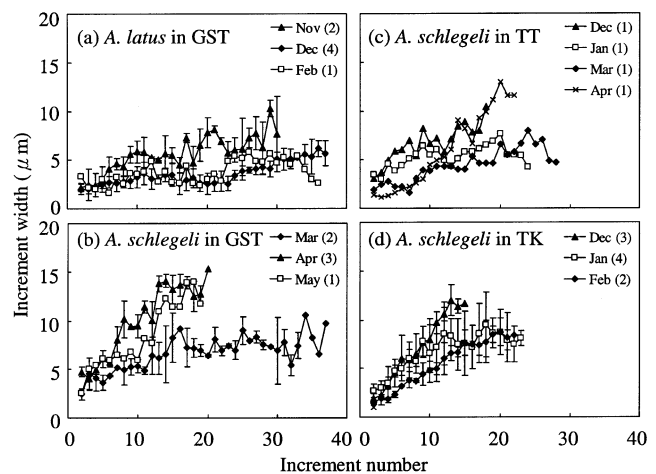 20
15
10
5
0
(a) A. latus in GST
Nov (2)
Dec (4)
Feb (1)
(c) A. schlegeli in TT
Dec (1)
Jan (1)
Mar (1)
Apr (1)
Increment width (μm)
20
15
10
5
0
(b) A. schlegeli in GST
Mar (2)
Apr (3)
May (1)
(d) A. schlegeli in TK
Dec (3)
Jan (4)
Feb (2)
0 10 20 30 40
0 10 20 30 40
Increment number